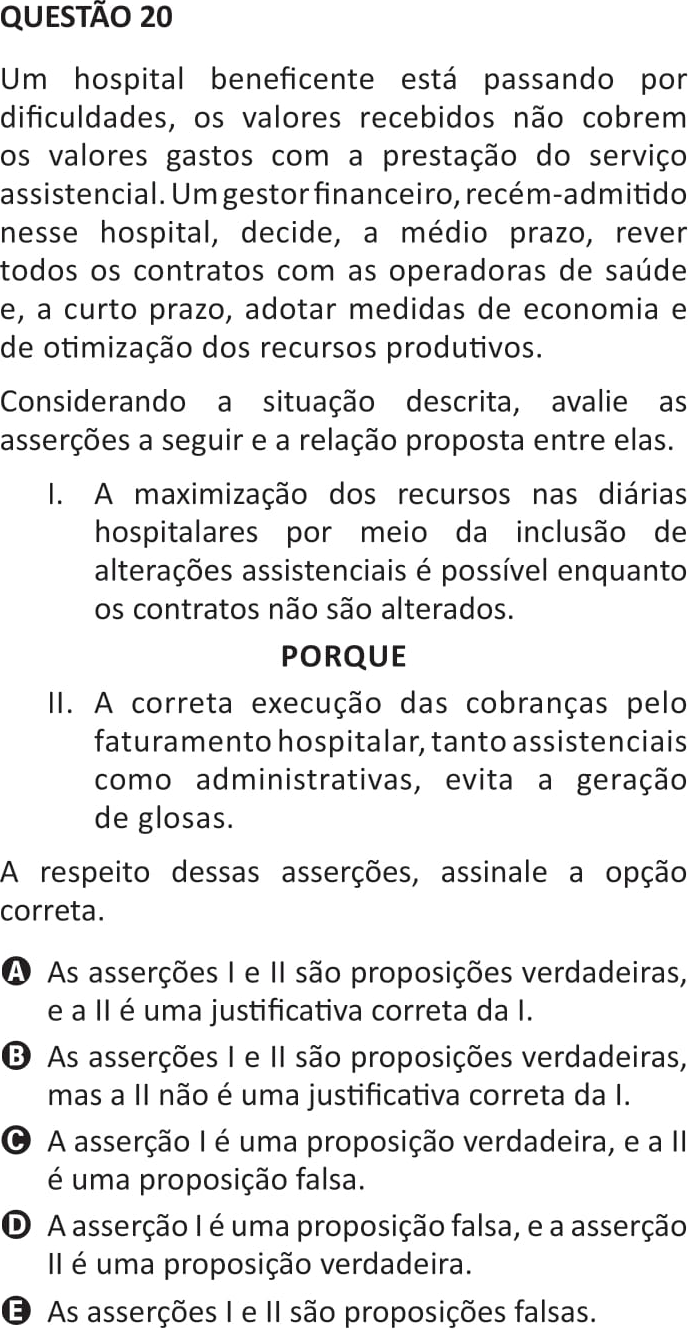 QUESTÃO 20
Um hospital beneficente está passando por
dificuldades, os valores recebidos não cobrem
os valores gastos com a prestação do serviço
assistencial. Um gestor financeiro, recém-admitido
nesse hospital, decide, a médio prazo, rever
todos os contratos com as operadoras de saúde
e, a curto prazo, adotar medidas de economia e
de otimização dos recursos produtivos.
Considerando a situação descrita, avalie as
asserções a seguir e a relação proposta entre elas.
I. A maximização dos recursos nas diárias
hospitalares por meio da inclusão de
alterações assistenciais é possível enquanto
os contratos não são alterados.
PORQUE
II. A correta execução das cobranças pelo
faturamento hospitalar, tanto assistenciais
como administrativas, evita a geração
de glosas.
A respeito dessas asserções, assinale a opção
correta.
A As asserções I e II são proposições verdadeiras,
e a II é uma justificativa correta da I.
B As asserções I e II são proposições verdadeiras,
mas a II não é uma justificativa correta da I.
C A asserção I é uma proposição verdadeira, e a II
é uma proposição falsa.
D A asserção I é uma proposição falsa, e a asserção
II é uma proposição verdadeira.
E As asserções I e II são proposições falsas.